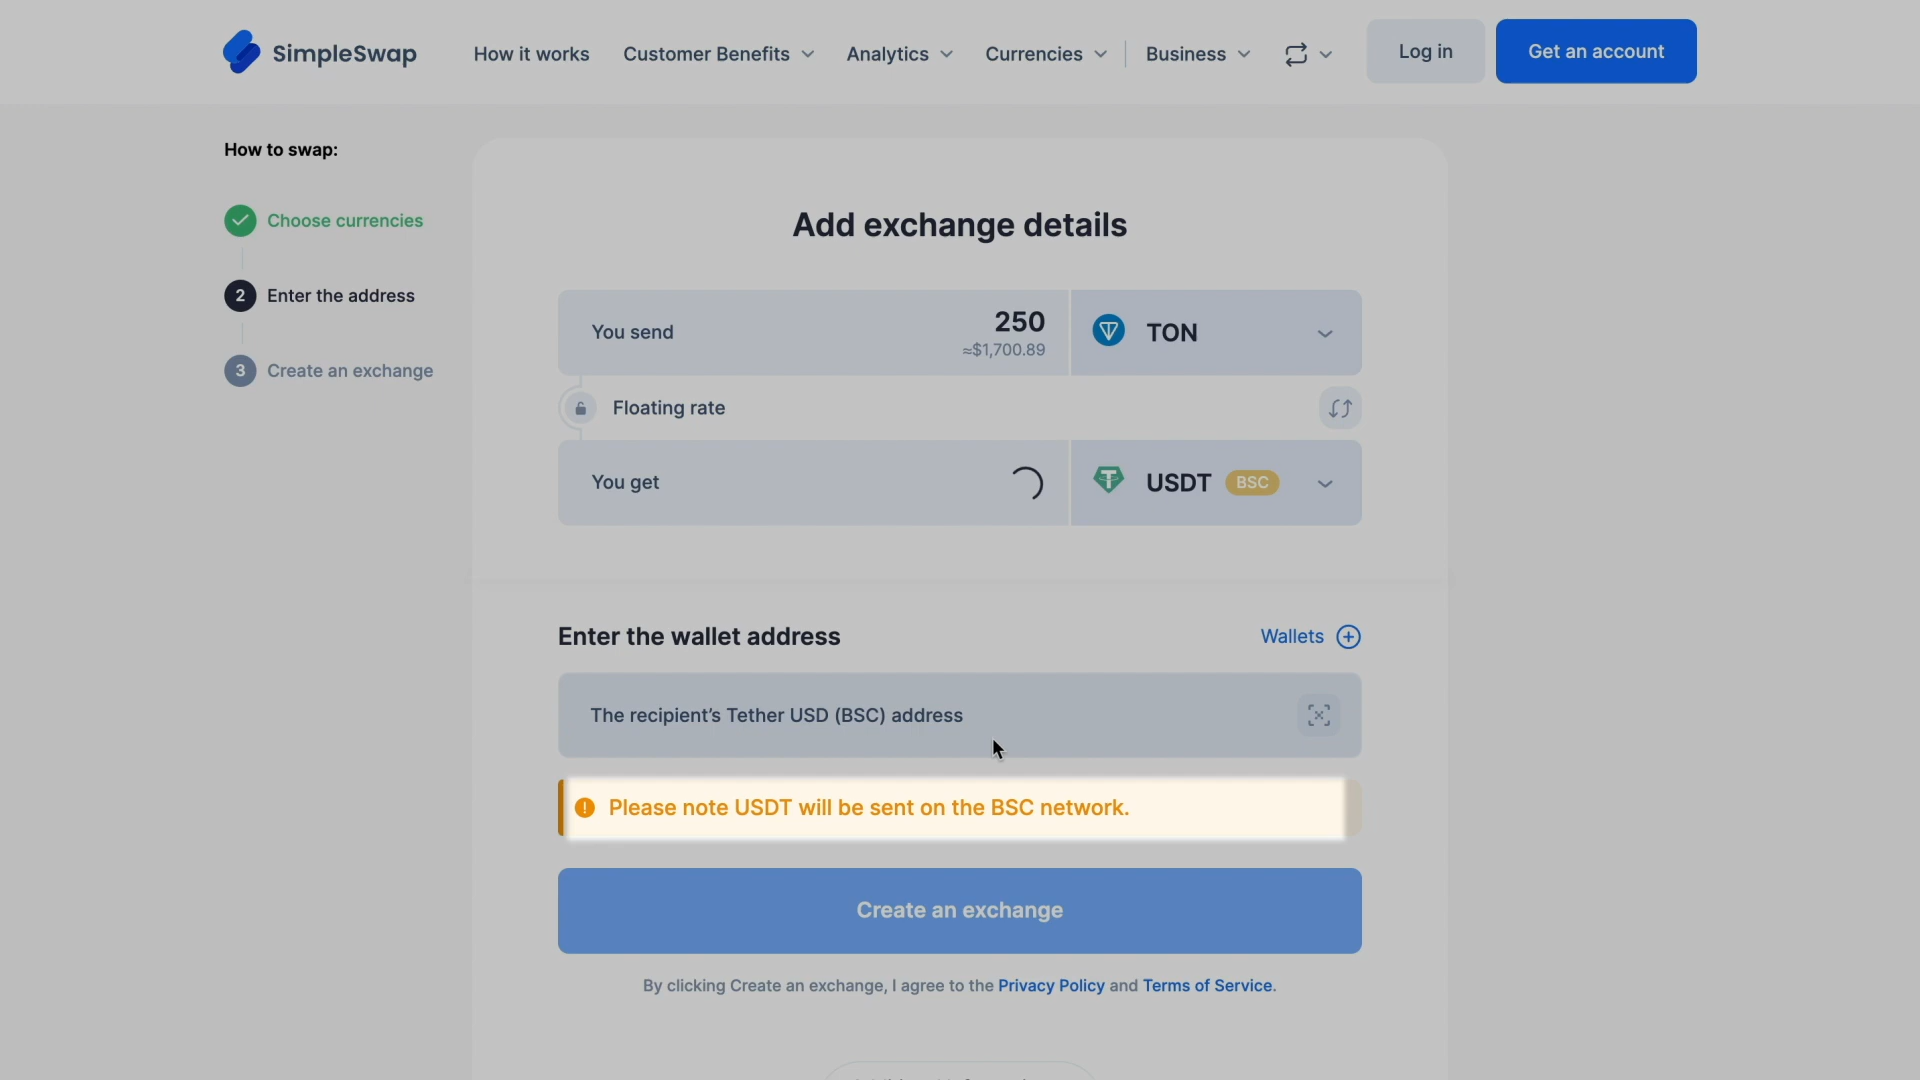 SimpleSwap
How it works
Customer Benefits
Analytics
Currencies
Business
Log in
Get an account
How to swap:
Choose currencies
2 Enter the address
3 Create an exchange
Add exchange details
You send
250
≈$1,700.89
TON
Floating rate
You get
USDT BSC
Enter the wallet address
Wallets
The recipient's Tether USD (BSC) address
Please note USDT will be sent on the BSC network.
Create an exchange
By clicking Create an exchange, I agree to the Privacy Policy and Terms of Service.